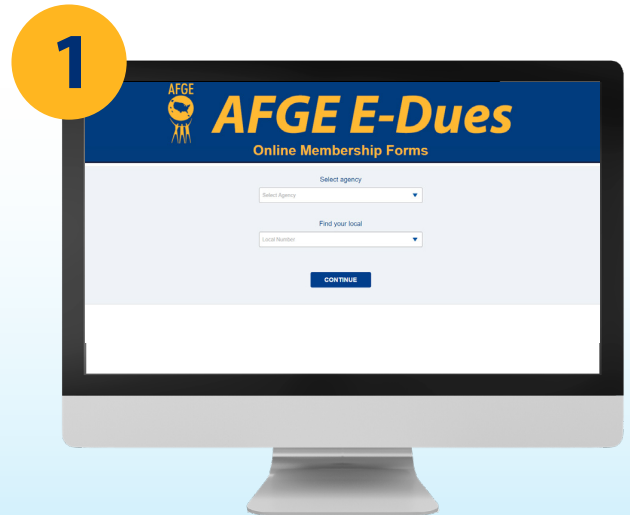 1
AFGE
AFGE E-Dues
Online Membership Forms
Select agency
Select Agency
Find your local
Local Number
CONTINUE